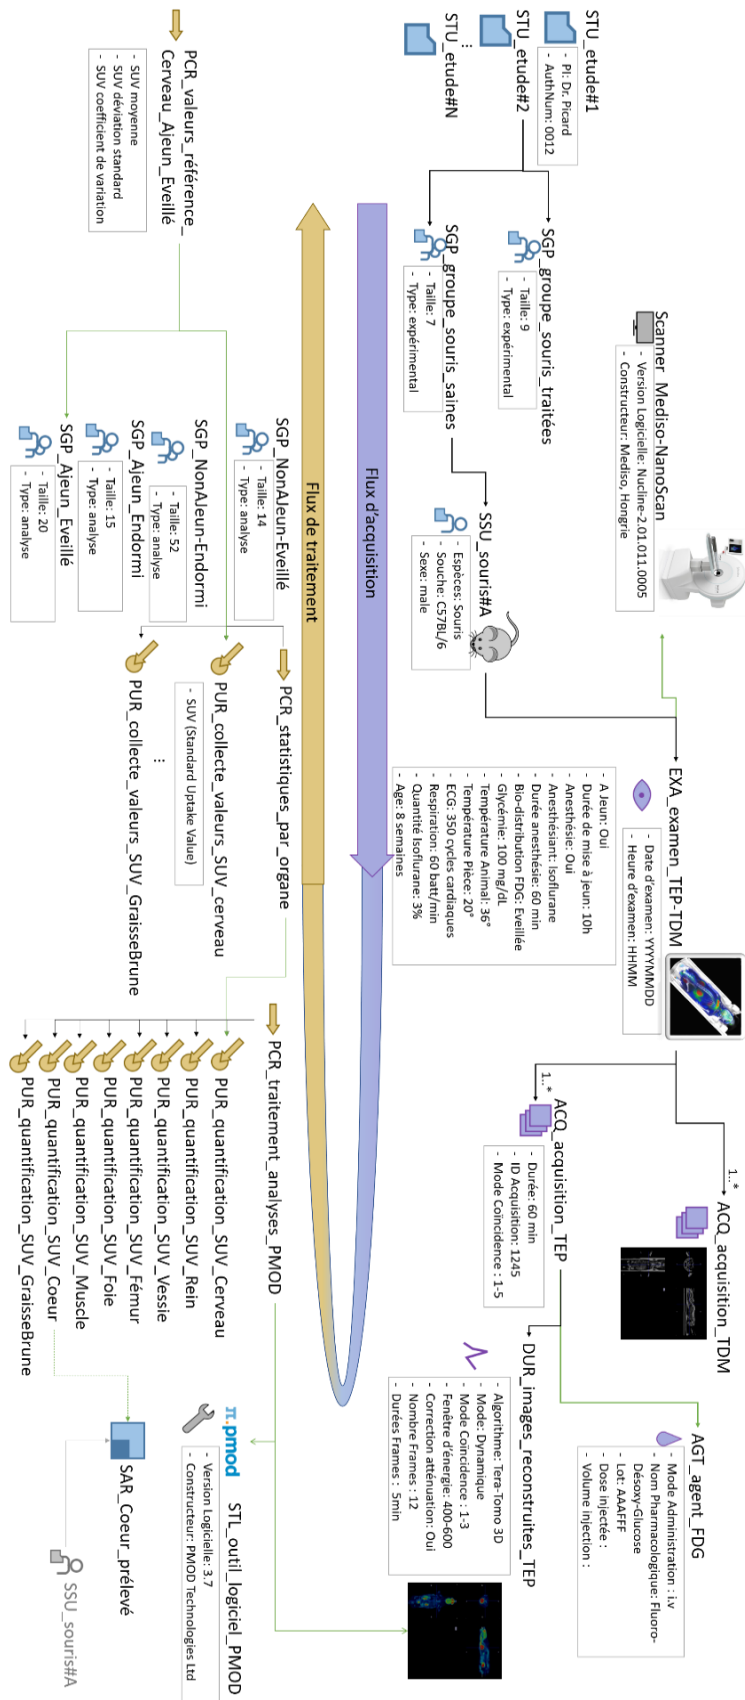 STU_etude#1
- PI: Dr. Picard
- AuthNum: 0012
STU_etude#2
⋮
STU_etude#N
SGP_groupe_souris_traitées
- Taille: 9
- Type: expérimental
SGP_groupe_souris_saines
- Taille: 7
- Type: expérimental
Scanner_Mediso-NanoScan
- Version Logicielle: Nucline-2.01.011.0005
- Constructeur: Mediso, Hongrie
SSU_souris#A
- Espèces: Souris
- Souche: C57BL/6
- Sexe: male
EXA_examen_TEP-TDM
- Date d'examen: YYYYMMDD
- Heure d'examen: HHMM
- A Jeun: Oui
- Durée de mise à jeun: 10h
- Anesthésie: Oui
- Anesthésiant: Isoflurane
- Durée anesthésie: 60 min
- Bio-distribution FDG: Eveillée
- Glycémie: 100 mg/dL
- Température Animal: 36°
- Température Pièce: 20°
- ECG: 350 cycles cardiaques
- Respiration: 60 batt/min
- Quantité Isoflurane: 3%
- Age: 8 semaines
1..*
ACQ_acquisition_TDM
1..*
ACQ_acquisition_TEP
- Durée: 60 min
- ID Acquisition: 1245
- Mode Coïncidence : 1-5
AGT_agent_FDG
- Mode Administration : i.v
- Nom Pharmacologique: Fluoro-
Désoxy-Glucose
- Lot: AAAFFF
- Dose injectée :
- Volume injection :
DUR_images_reconstruites_TEP
- Algorithme: Tera-Tomo 3D
- Mode: Dynamique
- Mode Coïncidence : 1-3
- Fenêtre d'énergie: 400-600
- Correction atténuation: Oui
- Nombre Frames : 12
- Durées Frames : 5min
Flux d'acquisition
Flux de traitement
PCR_valeurs_référence_
Cerveau_Ajeun_Eveillé
- SUV moyenne
- SUV déviation standard
- SUV coefficient de variation
SGP_NonAJeun-Eveillé
- Taille: 14
- Type: analyse
SGP_NonAJeun-Endormi
- Taille: 52
- Type: analyse
SGP_Ajeun_Endormi
- Taille: 15
- Type: analyse
SGP_Ajeun_Eveillé
- Taille: 20
- Type: analyse
PCR_statistiques_par_organe
PUR_collecte_valeurs_SUV_cerveau
- SUV (Standard Uptake Value)
⋮
PUR_collecte_valeurs_SUV_GraisseBrune
PCR_traitement_analyses_PMOD
PUR_quantification_SUV_Cerveau
PUR_quantification_SUV_Rein
PUR_quantification_SUV_Vessie
PUR_quantification_SUV_Fémur
PUR_quantification_SUV_Foie
PUR_quantification_SUV_Muscle
PUR_quantification_SUV_Coeur
PUR_quantification_SUV_GraisseBrune
π.pmod
STL_outil_logiciel_PMOD
- Version Logicielle: 3.7
- Constructeur: PMOD Technologies Ltd
SAR_Coeur_prélevé
SSU_souris#A